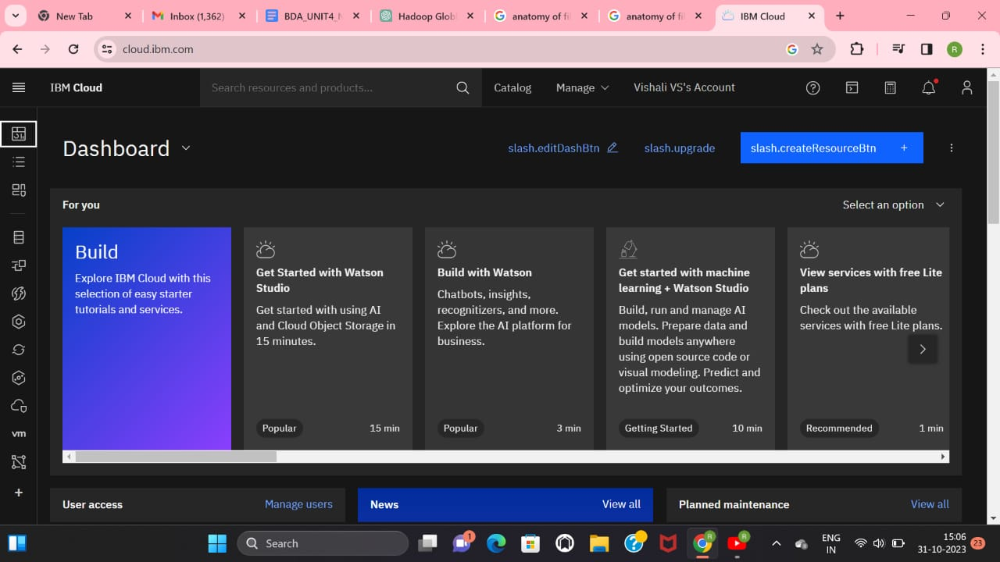 New Tab
Inbox (1,362)
BDA_UNIT4_
Hadoop Glob
anatomy of fi
anatomy of fi
IBM Cloud
cloud.ibm.com
R
IBM Cloud
Search resources and products...
Catalog
Manage
Vishali VS's Account
Dashboard
slash.editDashBtn
slash.upgrade
slash.createResourceBtn +
For you
Select an option
Build
Explore IBM Cloud with this
selection of easy starter
tutorials and services.
Get Started with Watson
Studio
Get started with using AI
and Cloud Object Storage in
15 minutes.
Popular
15 min
Build with Watson
Chatbots, insights,
recognitizers, and more.
Explore the AI platform for
business.
Popular
3 min
Get started with machine
learning + Watson Studio
Build, run and manage AI
models. Prepare data and
build models anywhere
using open source code or
visual modeling. Predict and
optimize your outcomes.
Getting Started
10 min
View services with free Lite
plans
Check out the available
services with free Lite plans.
Recommended
1 min
vm
User access
Manage users
News
View all
Planned maintenance
View all
Search
1
R
R
ENG
IN
15:06
31-10-2023
23